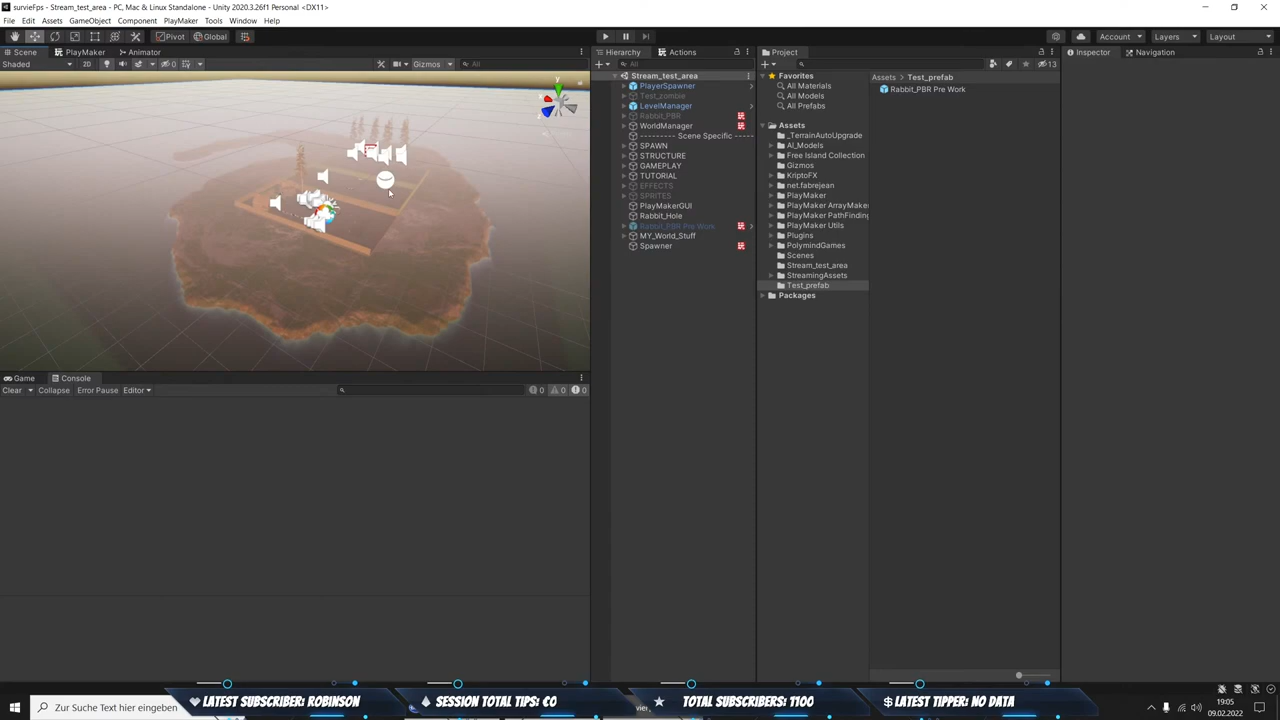 survieFps - Stream_test_area - PC, Mac & Linux Standalone - Unity 2020.3.26f1 Personal <DX11>
File Edit Assets GameObject Component PlayMaker Tools Window Help
Pivot Global Account Layers Layout
Scene PlayMaker Animator
Shaded 2D 0 Gizmos All
y
Game Console
Clear Collapse Error Pause Editor 0 0 0
Hierarchy Actions
All
Stream_test_area
PlayerSpawner
Test_zombie
LevelManager
Rabbit_PBR
WorldManager
---------- Scene Specific -----
SPAWN
STRUCTURE
GAMEPLAY
TUTORIAL
EFFECTS
SPRITES
PlayMakerGUI
Rabbit_Hole
Rabbit_PBR Pre Work
MY_World_Stuff
Spawner
Project
13
Favorites
All Materials
All Models
All Prefabs
Assets
_TerrainAutoUpgrade
AI_Models
Free Island Collection
Gizmos
KriptoFX
net.fabrejean
PlayMaker
PlayMaker ArrayMaker
PlayMaker PathFinding
PlayMaker Utils
Plugins
PolymindGames
Scenes
Stream_test_area
StreamingAssets
Test_prefab
Packages
Assets Test_prefab
Rabbit_PBR Pre Work
Inspector Navigation
LATEST SUBSCRIBER: ROBINSON SESSION TOTAL TIPS: €0 TOTAL SUBSCRIBERS: 1100 LATEST TIPPER: NO DATA
Zur Suche Text hier eingeben
19:05
09.02.2022